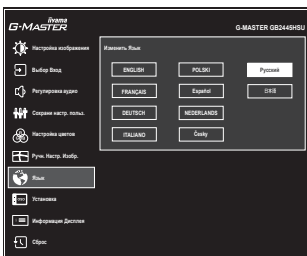 iiyama
G-MASTER
G-MASTER GB2445HSU
Настройка изображения
Изменить Язык
Выбор Вход
ENGLISH
POLSKI
Русский
Регулировка аудио
FRANÇAIS
Español
日本語
Сохрани настр. польз.
DEUTSCH
NEDERLANDS
Настройка цветов
ITALIANO
Česky
Ручн. Настр. Изобр.
Язык
Установка
Информация Дисплея
Сброс